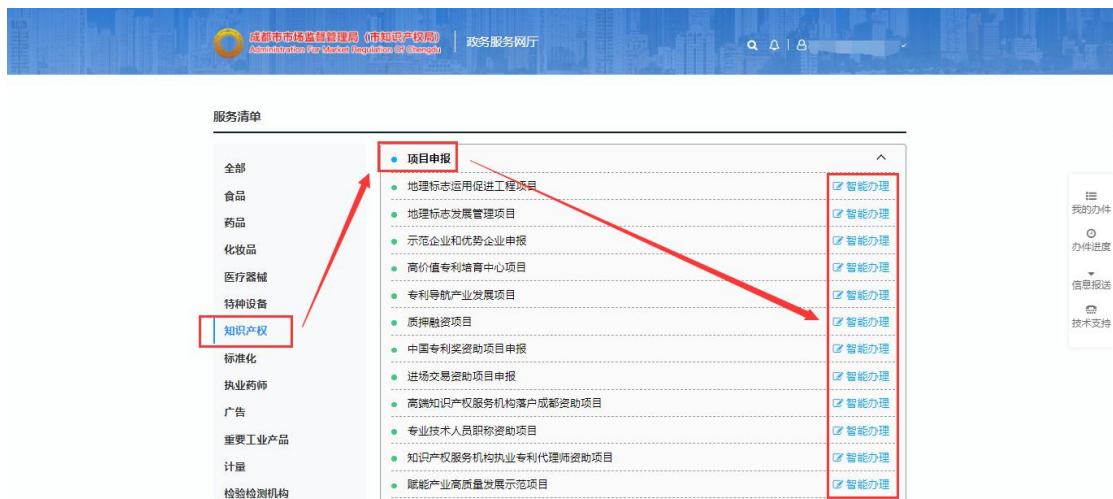 成都市市场监督管理局（市知识产权局）
Administration For Market Regulation Of Chengdu
政务服务网厅
服务清单
全部
食品
药品
化妆品
医疗器械
特种设备
知识产权
标准化
执业药师
广告
重要工业产品
计量
检验检测机构
项目申报
地理标志运用促进工程项目 智能办理
地理标志发展管理项目 智能办理
示范企业和优势企业申报 智能办理
高价值专利培育中心项目 智能办理
专利导航产业发展项目 智能办理
质押融资项目 智能办理
中国专利奖资助项目申报 智能办理
进场交易资助项目申报 智能办理
高端知识产权服务机构落户成都资助项目 智能办理
专业技术人员职称资助项目 智能办理
知识产权服务机构执业专利代理师资助项目 智能办理
赋能产业高质量发展示范项目 智能办理
我的办件
办件进度
信息报送
技术支持